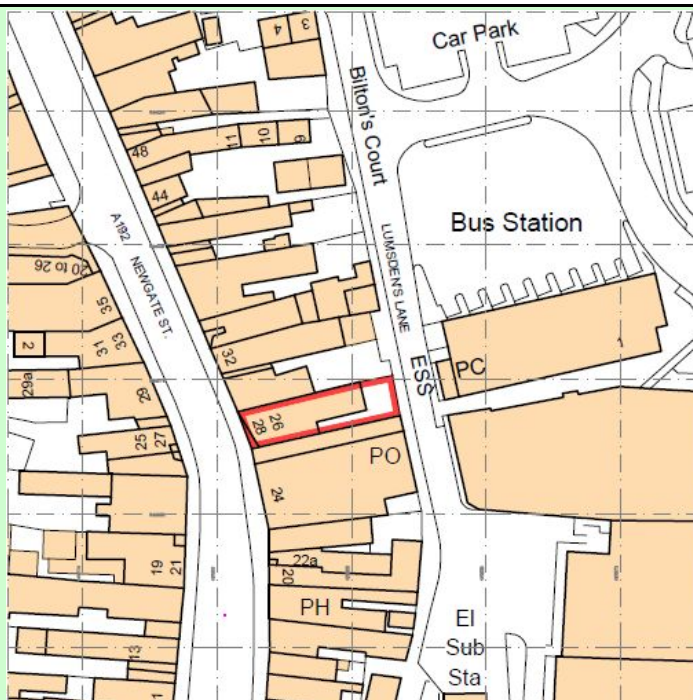 Car Park
3
4
Bilton's Court
11
10
9
48
44
Bus Station
LUMSDEN'S LANE
A192
NEWGATE ST.
20 to 26
35
33
31
2
32
1
ESS
PC
29a
29
26
28
25
27
PO
24
19
21
22a
20
PH
El
Sub
Sta
13
1